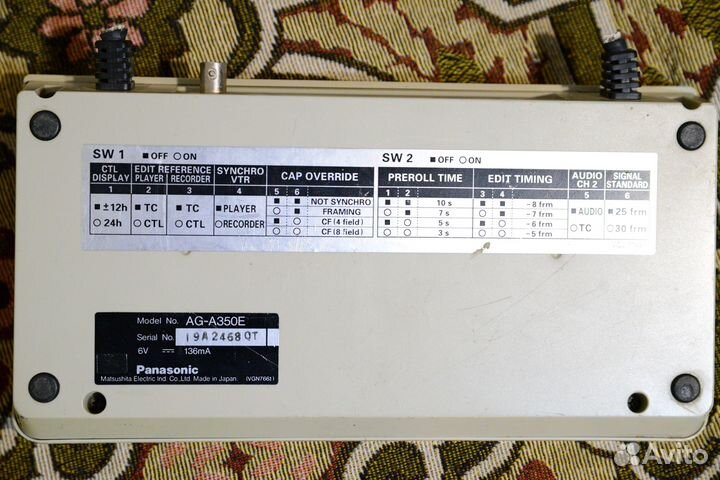 SW 1 ■ OFF ○ ON
CTL DISPLAY EDIT REFERENCE PLAYER RECORDER SYNCHRO VTR CAP OVERRIDE
1 2 3 4 5 6
■ ±12h ■ TC ■ TC ■ PLAYER ■ ■ NOT SYNCHRO
○ ■ FRAMING
○ 24h ○ CTL ○ CTL ○ RECORDER ■ ○ CF (4 field)
○ ○ CF (8 field)
SW 2 ■ OFF ○ ON
PREROLL TIME EDIT TIMING AUDIO CH 2 SIGNAL STANDARD
1 2 3 4 5 6
■ ■ 10 s ■ ■ -8 frm
○ ■ 7 s ○ ■ -7 frm ■ AUDIO ■ 25 frm
■ ○ 5 s ■ ○ -6 frm
○ ○ 3 s ○ ○ -5 frm ○ TC ○ 30 frm
Model No. AG-A350E
Serial No. I9A24680T
6V ⎓ 136mA
Panasonic
Matsushita Electric Ind. Co., Ltd. Made in Japan. (VGN7661)
Avito